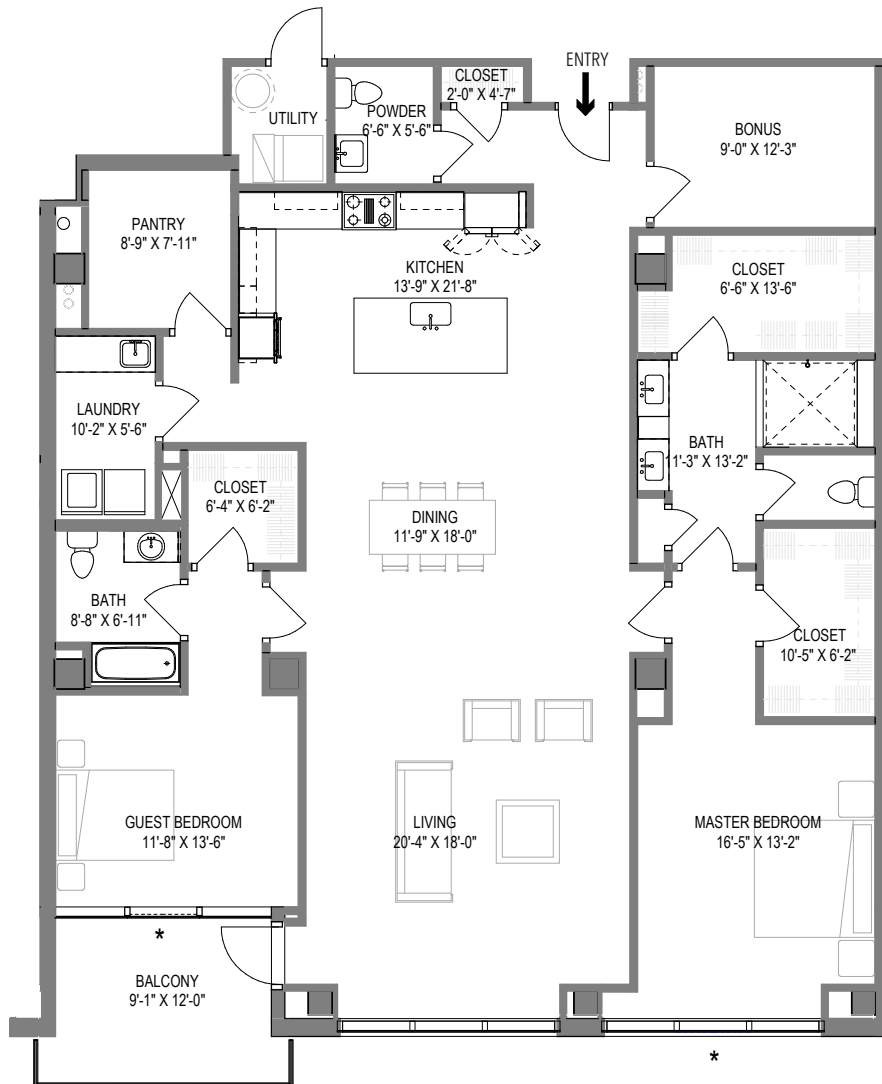 ENTRY
CLOSET
2'-0" X 4'-7"
UTILITY
POWDER
6'-6" X 5'-6"
BONUS
9'-0" X 12'-3"
PANTRY
8'-9" X 7'-11"
KITCHEN
13'-9" X 21'-8"
CLOSET
6'-6" X 13'-6"
LAUNDRY
10'-2" X 5'-6"
BATH
11'-3" X 13'-2"
CLOSET
6'-4" X 6'-2"
DINING
11'-9" X 18'-0"
BATH
8'-8" X 6'-11"
CLOSET
10'-5" X 6'-2"
GUEST BEDROOM
11'-8" X 13'-6"
LIVING
20'-4" X 18'-0"
MASTER BEDROOM
16'-5" X 13'-2"
*
BALCONY
9'-1" X 12'-0"
*